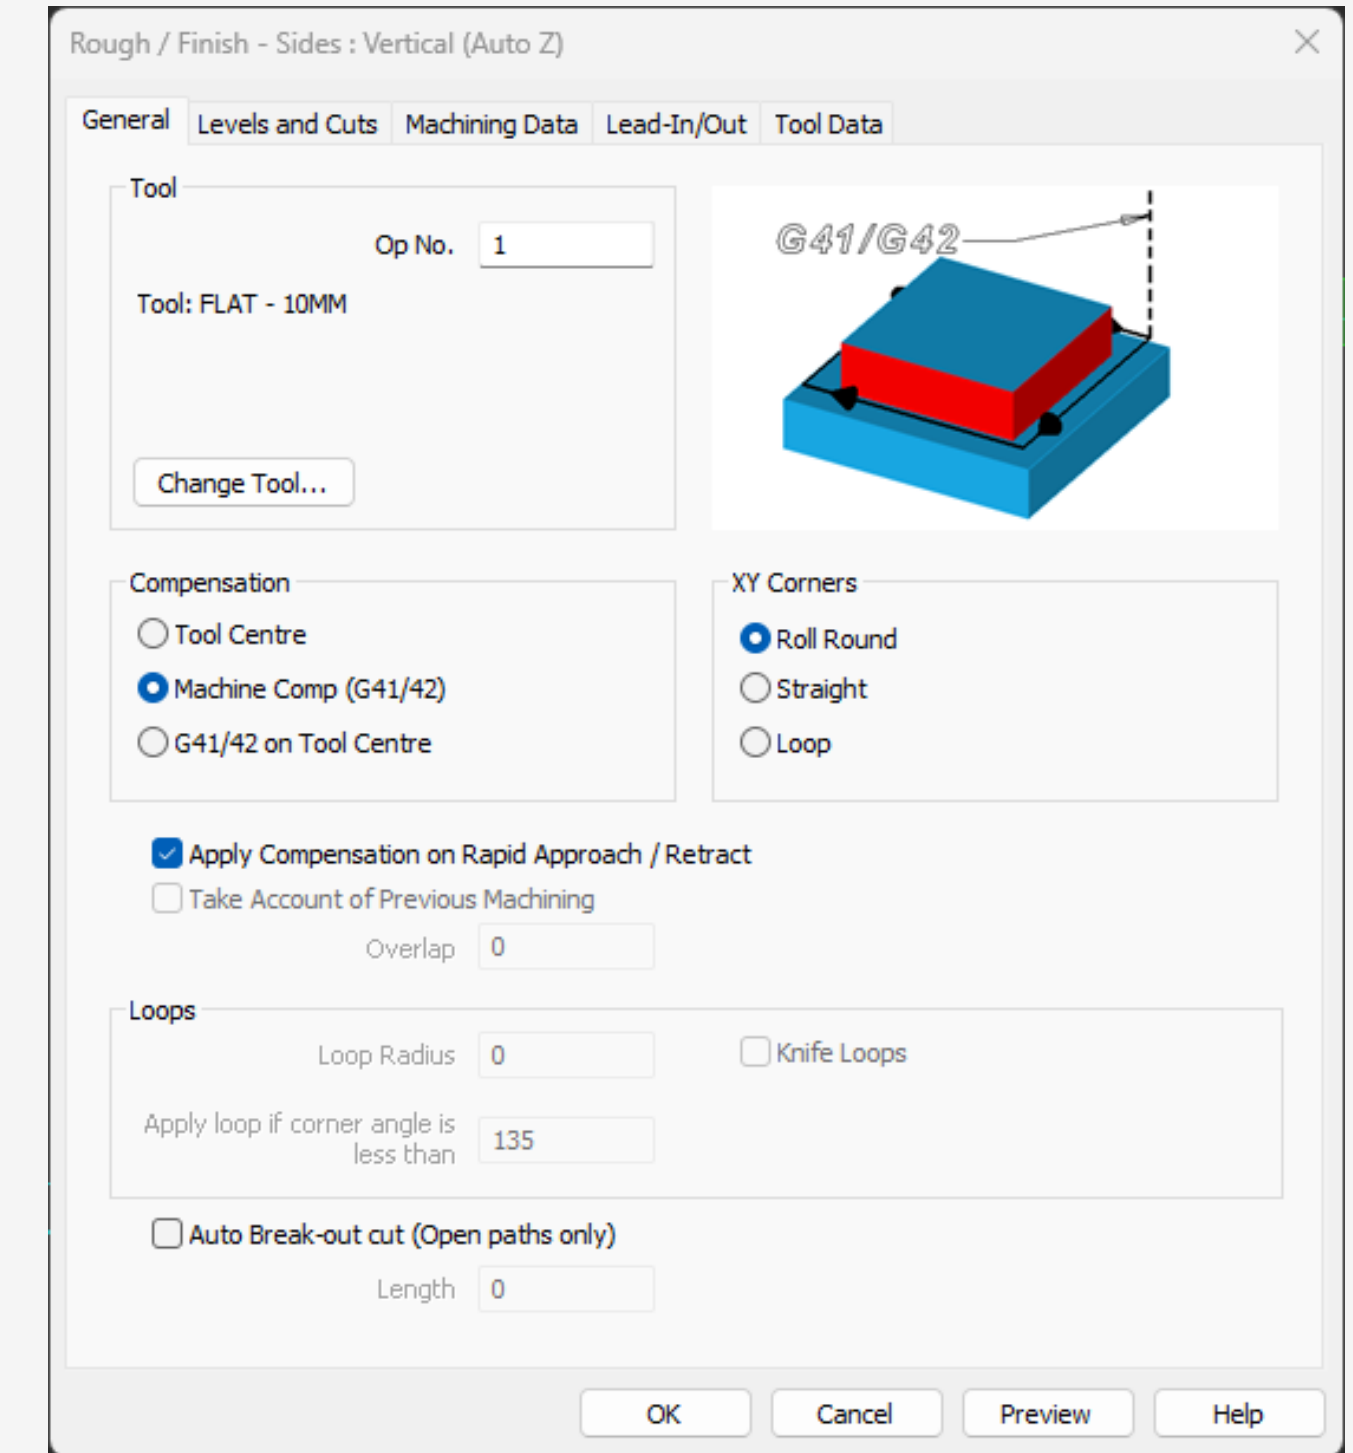 Rough / Finish - Sides : Vertical (Auto Z)
General Levels and Cuts Machining Data Lead-In/Out Tool Data
Tool
Op No. 1
Tool: FLAT - 10MM
Change Tool...
G41/G42
Compensation
Tool Centre
Machine Comp (G41/42)
G41/42 on Tool Centre
XY Corners
Roll Round
Straight
Loop
Apply Compensation on Rapid Approach / Retract
Take Account of Previous Machining
Overlap 0
Loops
Loop Radius 0
Knife Loops
Apply loop if corner angle is
less than 135
Auto Break-out cut (Open paths only)
Length 0
OK Cancel Preview Help